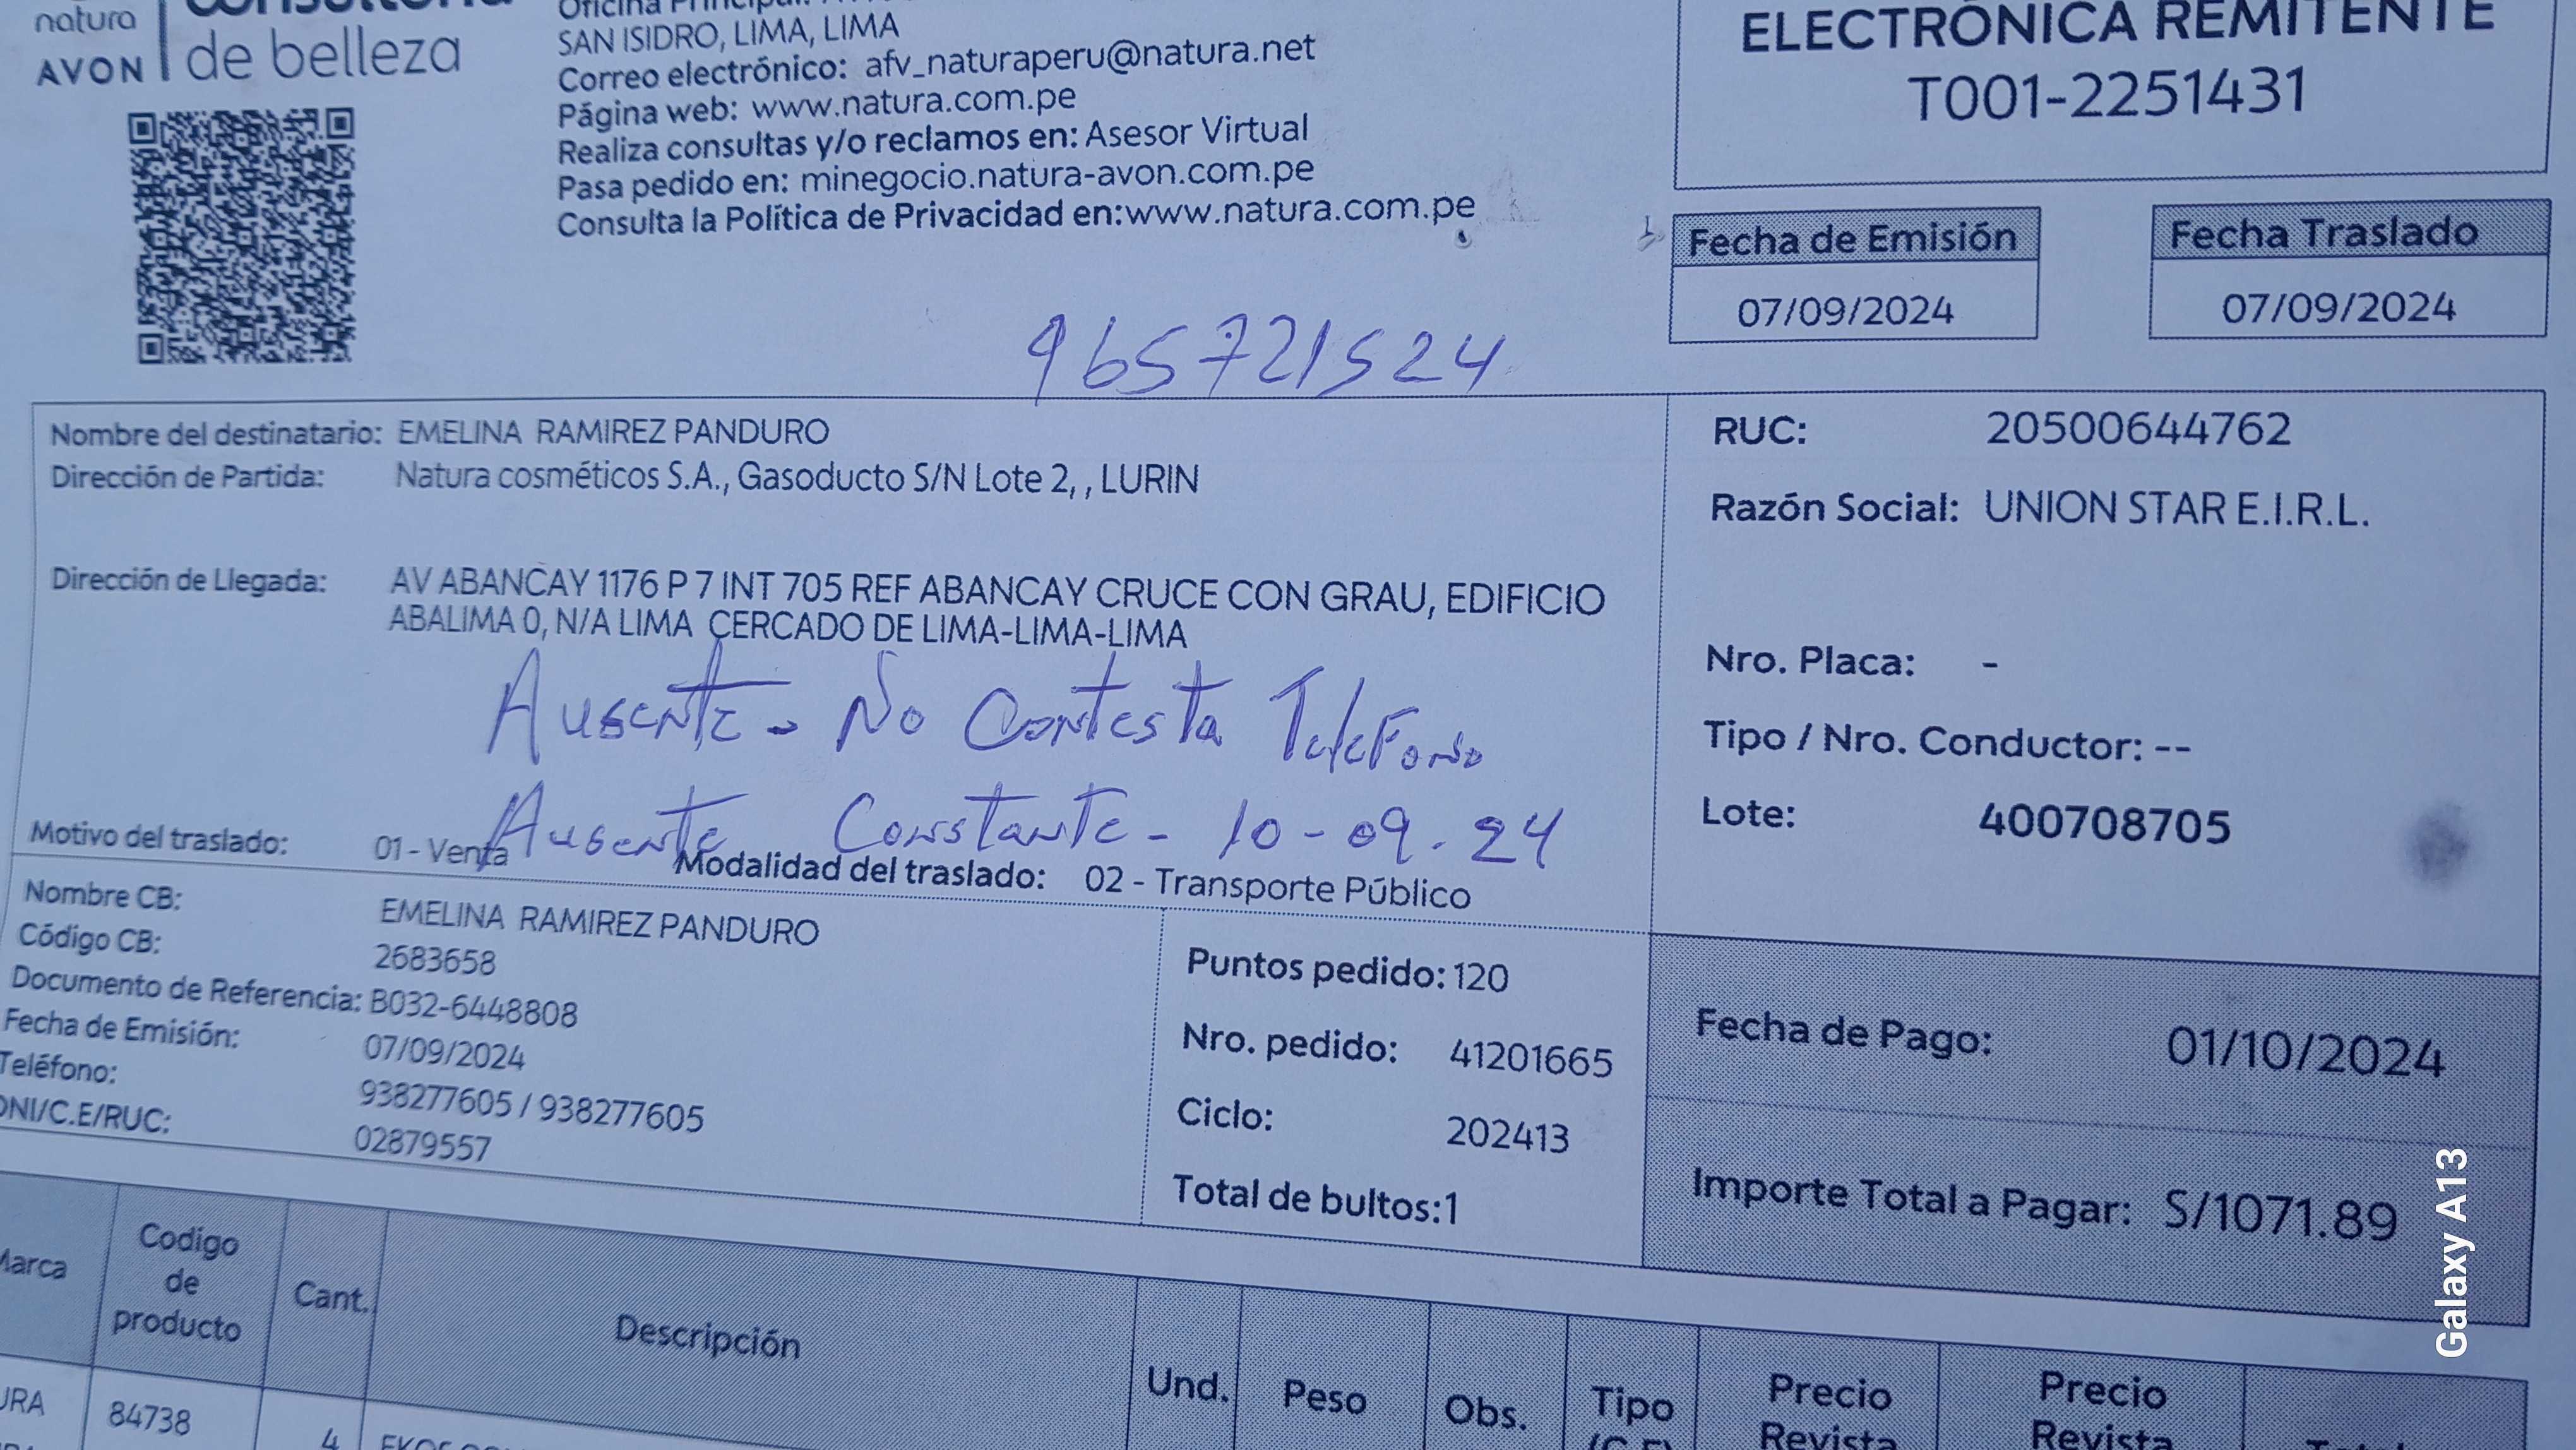 natura
AVON
de belleza
SAN ISIDRO, LIMA, LIMA
Correo electrónico: afv_naturaperu@natura.net
Página web: www.natura.com.pe
Realiza consultas y/o reclamos en: Asesor Virtual
Pasa pedido en: minegocio.natura-avon.com.pe
Consulta la Política de Privacidad en:www.natura.com.pe
ELECTRÓNICA REMITENTE
T001-2251431
Fecha de Emisión
07/09/2024
Fecha Traslado
07/09/2024
965721524
Nombre del destinatario: EMELINA RAMIREZ PANDURO
Dirección de Partida: Natura cosméticos S.A., Gasoducto S/N Lote 2, , LURIN
Dirección de Llegada: AV ABANCAY 1176 P 7 INT 705 REF ABANCAY CRUCE CON GRAU, EDIFICIO
ABALIMA 0, N/A LIMA CERCADO DE LIMA-LIMA-LIMA
Ausente - No Contesta Telefono
Ausente Constante - 10-09-24
Motivo del traslado: 01 - Venta
Modalidad del traslado: 02 - Transporte Público
RUC: 20500644762
Razón Social: UNION STAR E.I.R.L.
Nro. Placa: -
Tipo / Nro. Conductor: --
Lote: 400708705
Nombre CB: EMELINA RAMIREZ PANDURO
Código CB: 2683658
Documento de Referencia: B032-6448808
Fecha de Emisión: 07/09/2024
Teléfono: 938277605 / 938277605
DNI/C.E/RUC: 02879557
Puntos pedido: 120
Nro. pedido: 41201665
Ciclo: 202413
Total de bultos:1
Fecha de Pago: 01/10/2024
Importe Total a Pagar: S/1071.89
Marca
Codigo
de
producto
Cant.
Descripción
Und.
Peso
Obs.
Tipo
Precio
Revista
Precio
Revista
84738
4
Galaxy A13